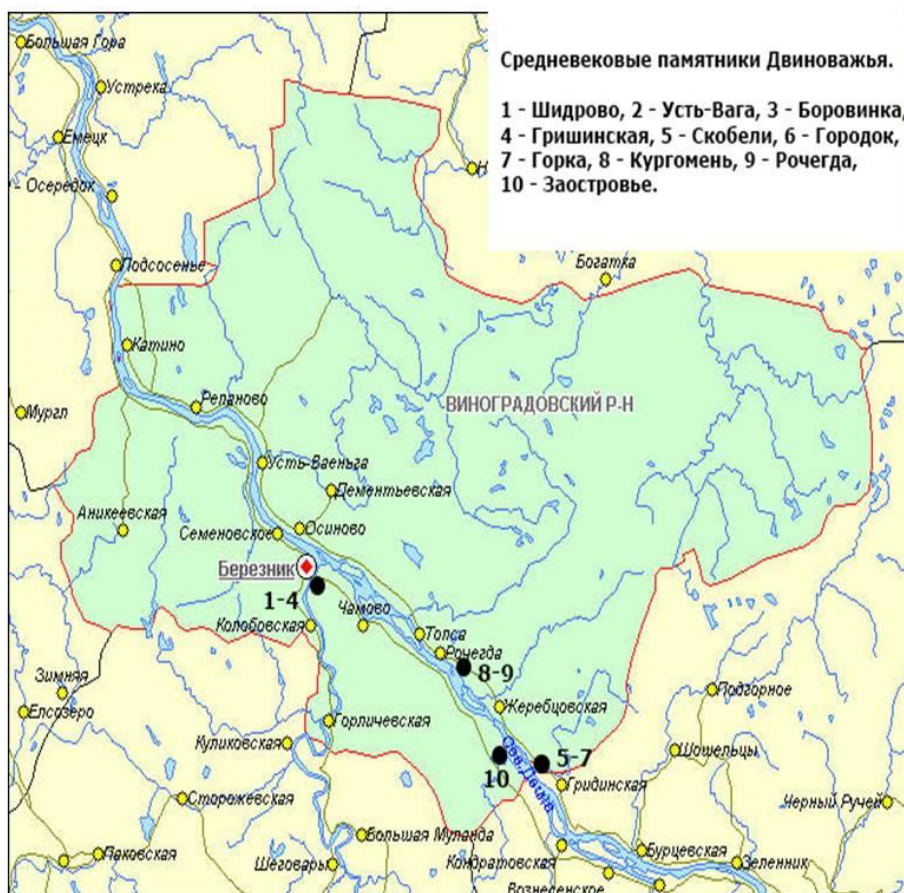 Средневековые памятники Двиноважья.
1 - Шидрово, 2 - Усть-Вага, 3 - Боровинка,
4 - Гришинская, 5 - Скобели, 6 - Городок,
7 - Горка, 8 - Кургомень, 9 - Рочегда,
10 - Заостровье.
Большая Гора
Устрека
Емецк
Осередок
Подсосенье
Богатка
Катино
Репаново
Мургл
ВИНОГРАДОВСКИЙ Р-Н
Усть-Ваеньга
Дементьевская
Аникеевская
Семеновское
Осиново
Березник
1-4
Чамово
Колобовская
Топса
Рочегда
8-9
Зимняя
Елсозеро
Подгорное
Жеребцовская
Горличевская
Куликовская
Шошельцы
5-7
10
Гридинская
Сторожевская
Черный Ручей
Большая Муланда
Паковская
Шеговары
Кондратовская
Бурцевская
Зеленник
Вознесенское